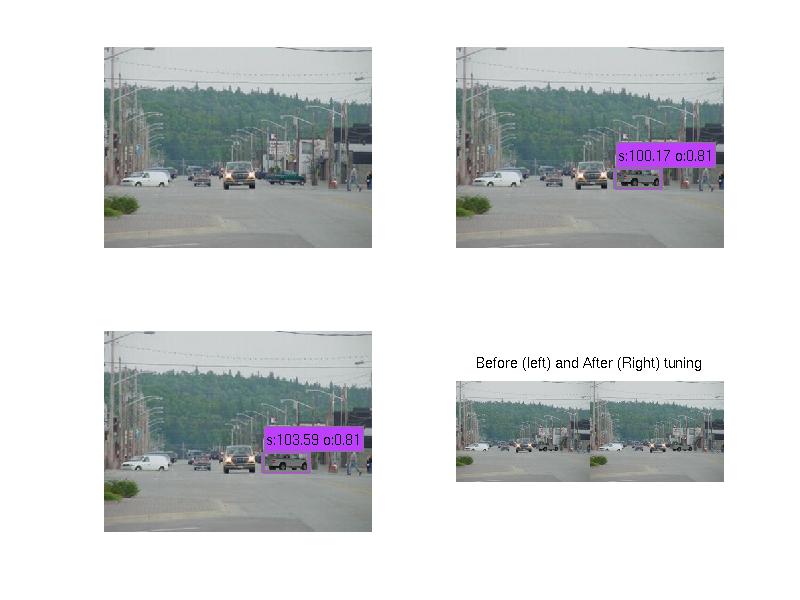 s:100.17 o:0.81
s:103.59 o:0.81
Before (left) and After (Right) tuning